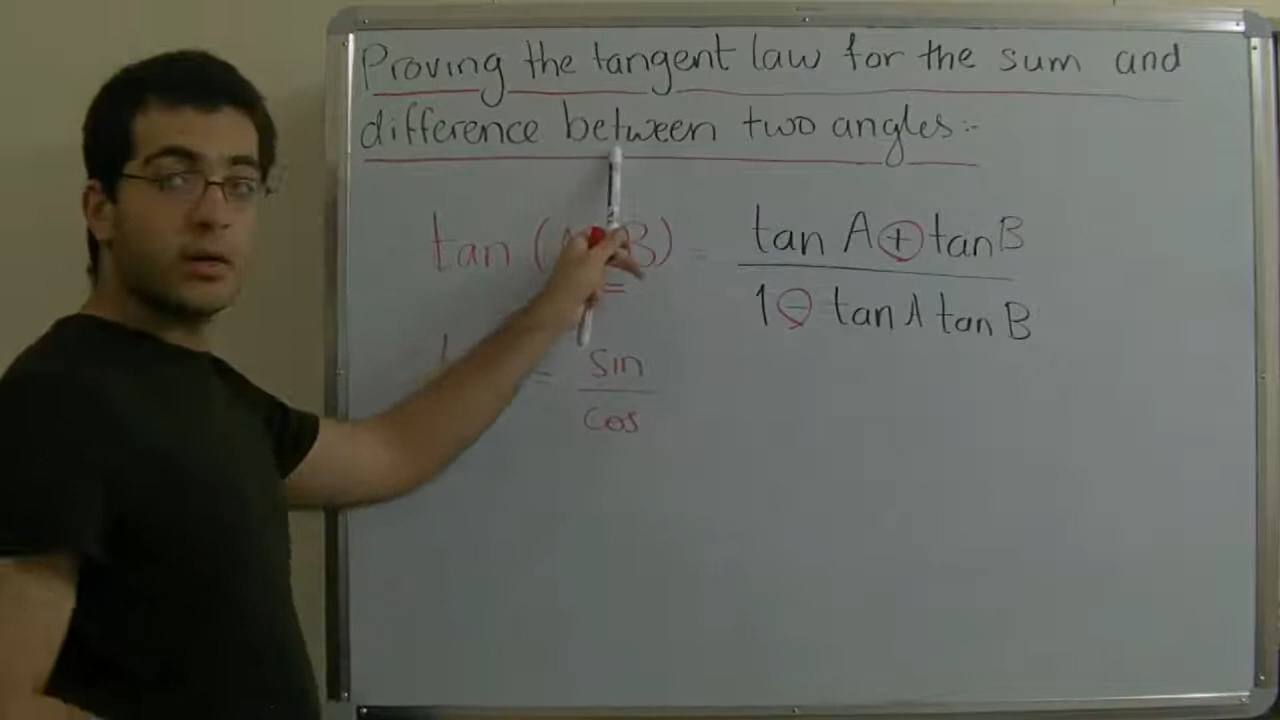 Proving the tangent law for the sum and
difference between two angles:-
tan ( B) = tan A + tan B
1 - tan A tan B
= sin
cos